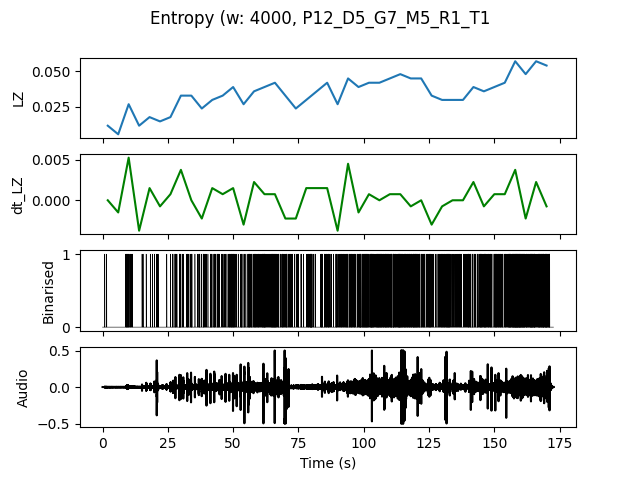 Entropy (w: 4000, P12_D5_G7_M5_R1_T1
0.050
0.025
LZ
0.005
0.000
dt_LZ
1
0
Binarised
0.5
0.0
−0.5
Audio
0 25 50 75 100 125 150 175
Time (s)